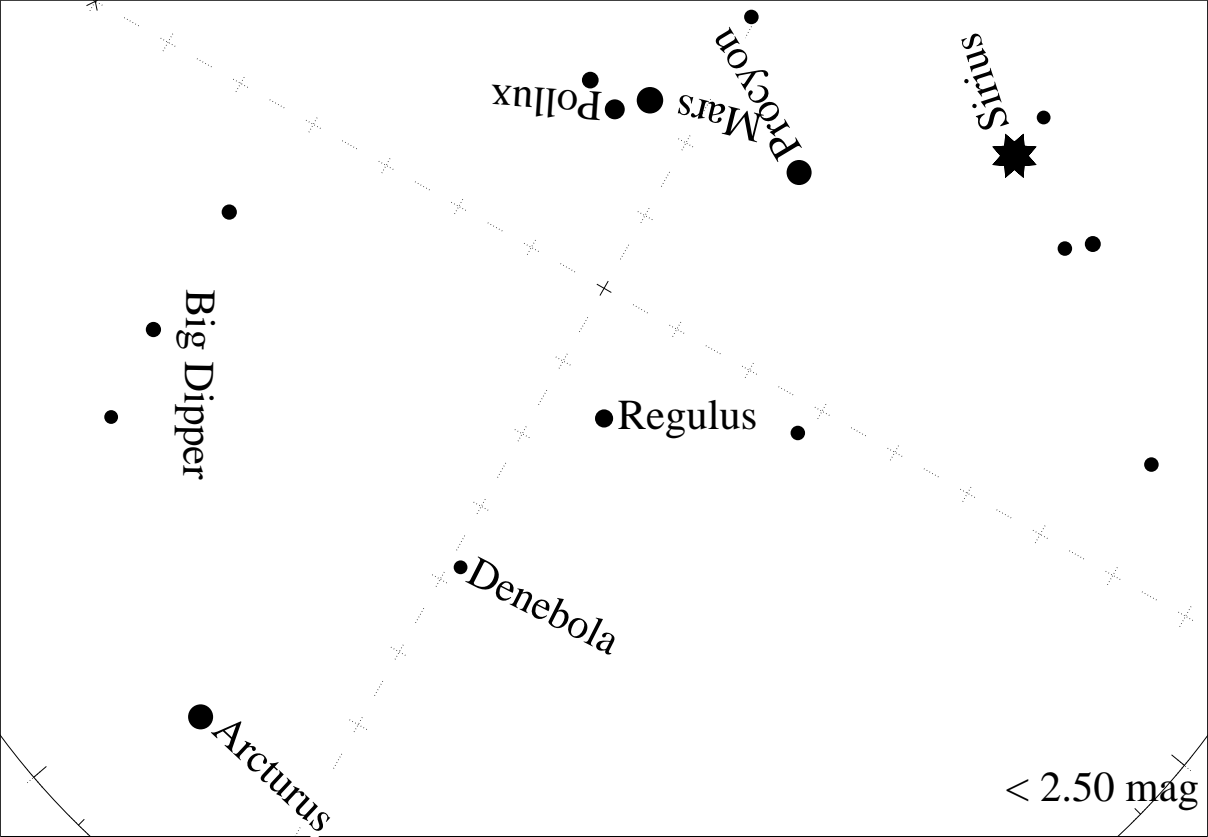 Sirius
Procyon
Pollux
Mars
Big Dipper
Regulus
Denebola
Arcturus
< 2.50 mag